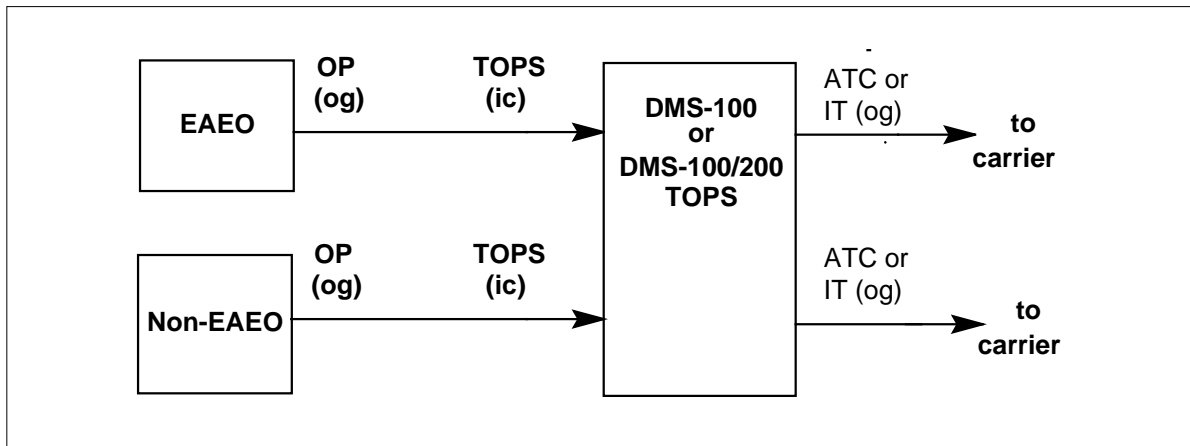 EAEO
OP
(og)
TOPS
(ic)
DMS-100
or
DMS-100/200
TOPS
ATC or
IT (og)
to
carrier
Non-EAEO
OP
(og)
TOPS
(ic)
ATC or
IT (og)
to
carrier